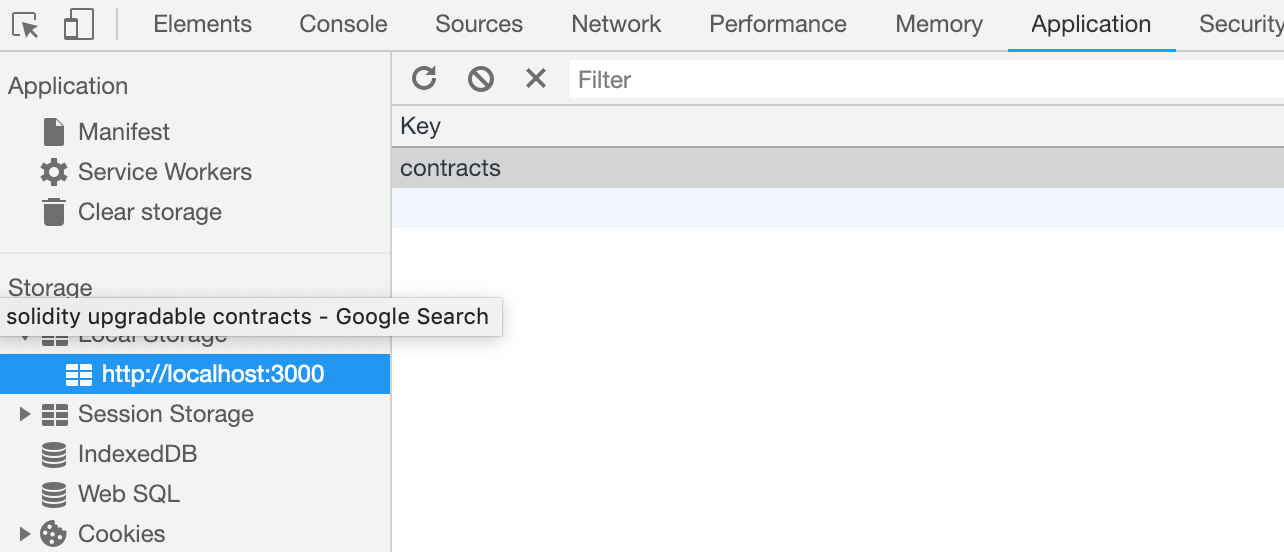 Elements Console Sources Network Performance Memory Application Security
Application
Manifest
Service Workers
Clear storage
Storage
solidity upgradable contracts - Google Search
Local Storage
http://localhost:3000
Session Storage
IndexedDB
Web SQL
Cookies
Filter
Key
contracts